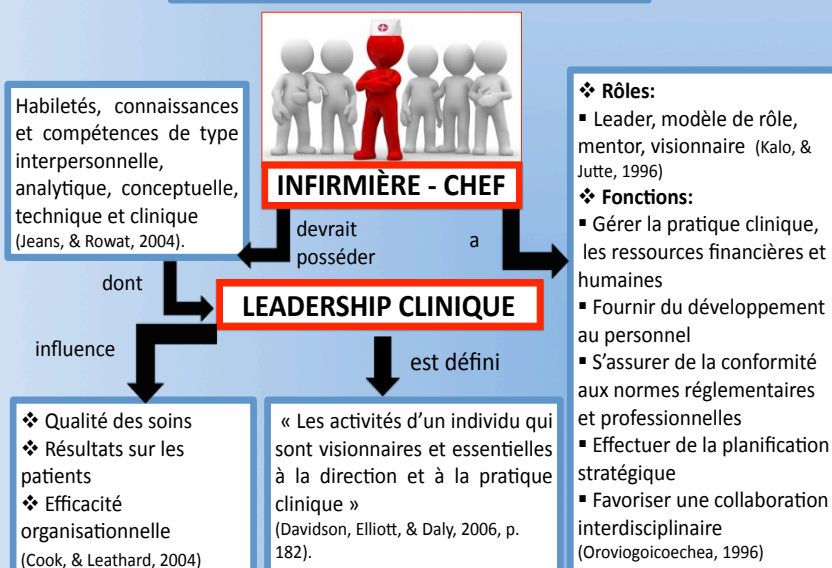 Habiletés, connaissances
et compétences de type
interpersonnelle,
analytique, conceptuelle,
technique et clinique
(Jeans, & Rowat, 2004).
INFIRMIÈRE - CHEF
devrait
posséder
a
dont
LEADERSHIP CLINIQUE
influence
est défini
❖ Qualité des soins
❖ Résultats sur les
patients
❖ Efficacité
organisationnelle
(Cook, & Leathard, 2004)
« Les activités d’un individu qui
sont visionnaires et essentielles
à la direction et à la pratique
clinique »
(Davidson, Elliott, & Daly, 2006, p.
182).
❖ Rôles:
▪ Leader, modèle de rôle,
mentor, visionnaire (Kalo, &
Jutte, 1996)
❖ Fonctions:
▪ Gérer la pratique clinique,
les ressources financières et
humaines
▪ Fournir du développement
au personnel
▪ S’assurer de la conformité
aux normes réglementaires
et professionnelles
▪ Effectuer de la planification
stratégique
▪ Favoriser une collaboration
interdisciplinaire
(Oroviogoicoechea, 1996)